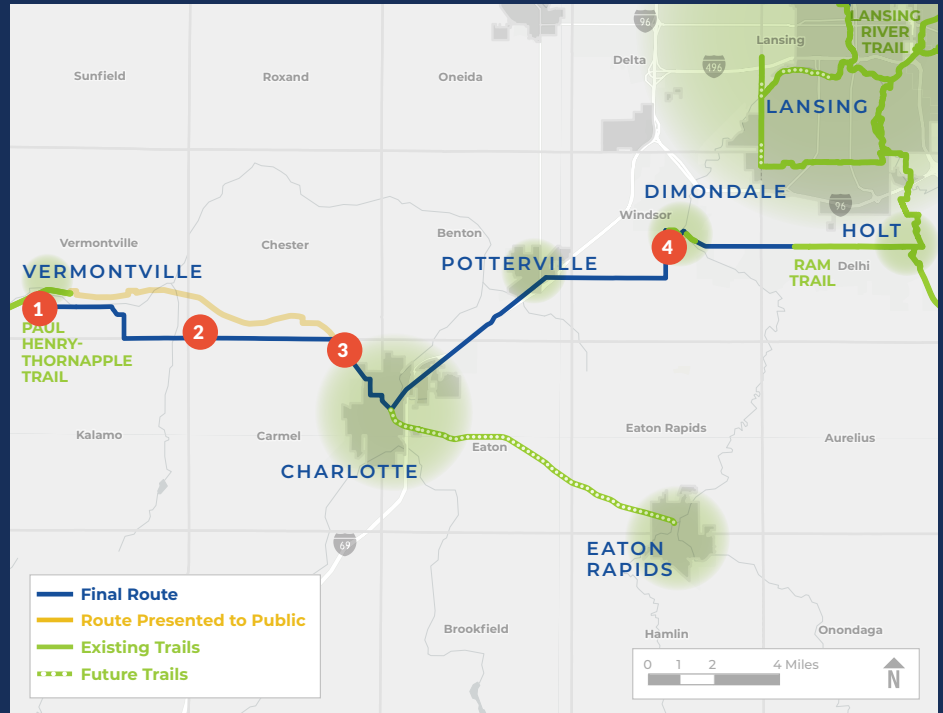 LANSING
RIVER
TRAIL
96
Lansing
Delta
496
Sunfield
Roxand
Oneida
LANSING
DIMONDALE
96
Windsor
HOLT
Vermontville
Chester
Benton
4
VERMONTVILLE
POTTERVILLE
RAM
TRAIL
Delhi
1
2
3
PAUL
HENRY-
THORNAPPLE
TRAIL
Kalamo
Carmel
Eaton
Eaton Rapids
Aurelius
CHARLOTTE
69
EATON
RAPIDS
Final Route
Route Presented to Public
Existing Trails
Future Trails
Brookfield
Hamlin
Onondaga
0 1 2 4 Miles
N